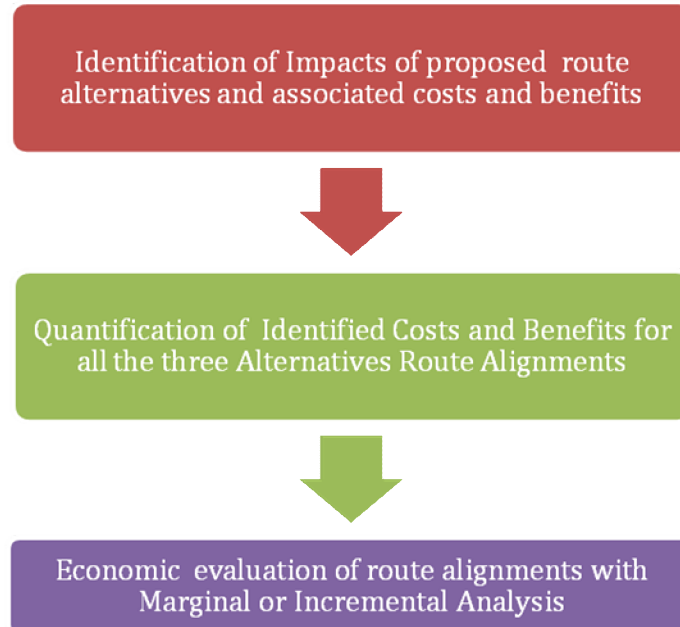 Identification of Impacts of proposed route
alternatives and associated costs and benefits
Quantification of Identified Costs and Benefits for
all the three Alternatives Route Alignments
Economic evaluation of route alignments with
Marginal or Incremental Analysis